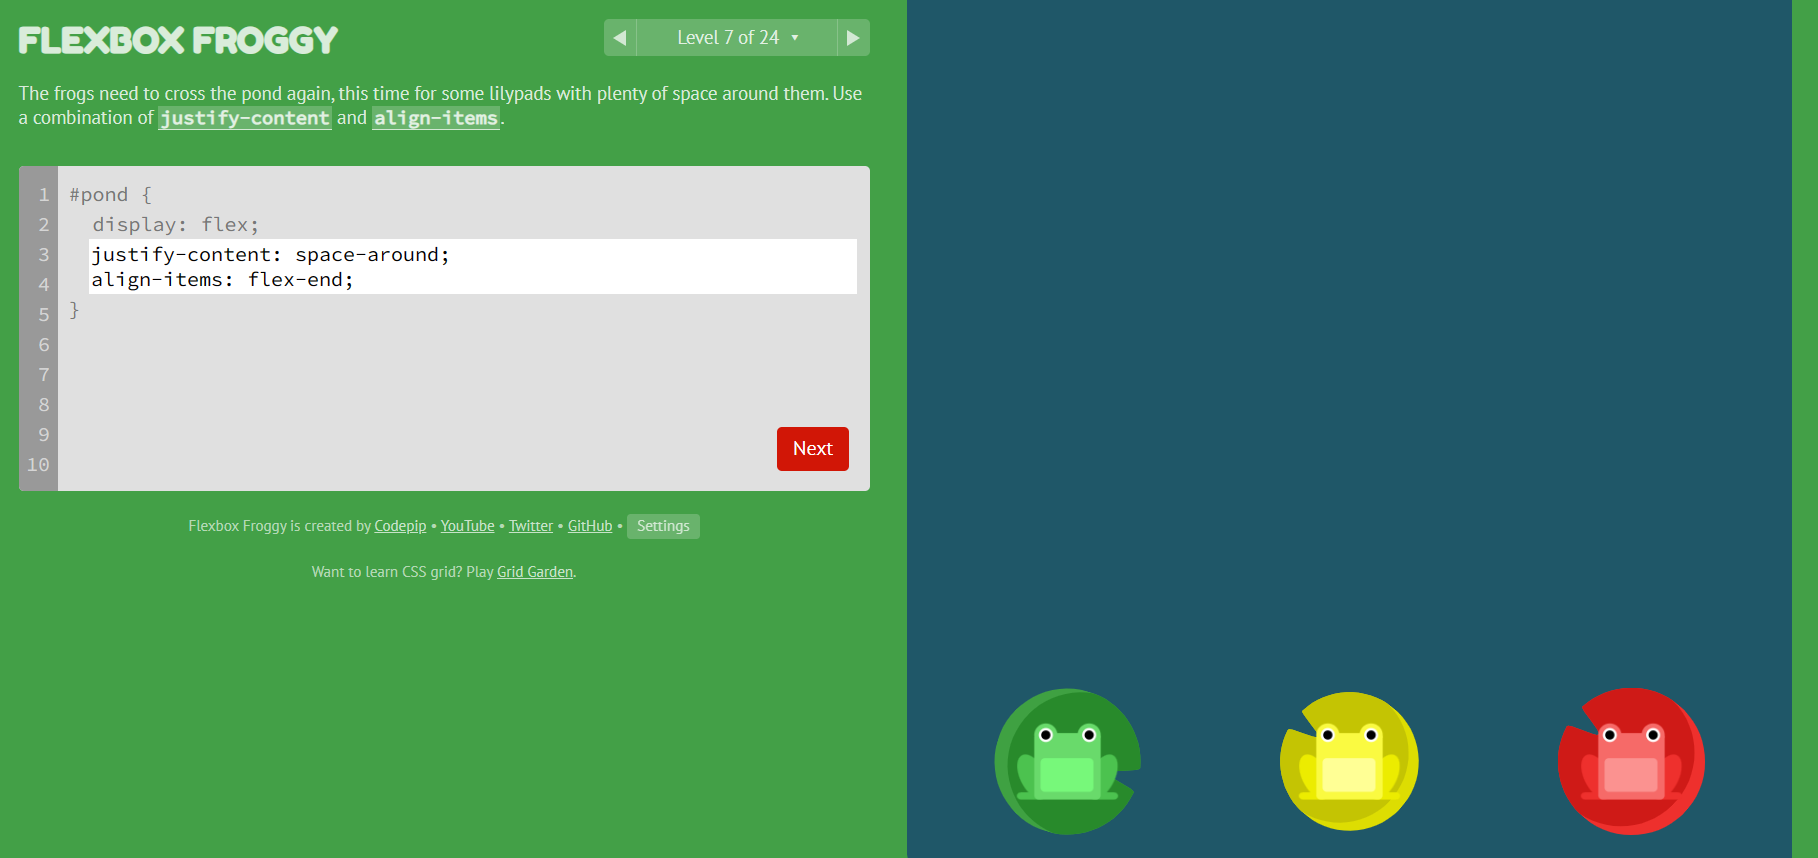 FLEXBOX FROGGY
◀ Level 7 of 24 ▼ ▶
The frogs need to cross the pond again, this time for some lilypads with plenty of space around them. Use
a combination of justify-content and align-items.
1 #pond {
2 display: flex;
3 justify-content: space-around;
4 align-items: flex-end;
5 }
6
7
8
9
10
Next
Flexbox Froggy is created by Codepip • YouTube • Twitter • GitHub • Settings
Want to learn CSS grid? Play Grid Garden.